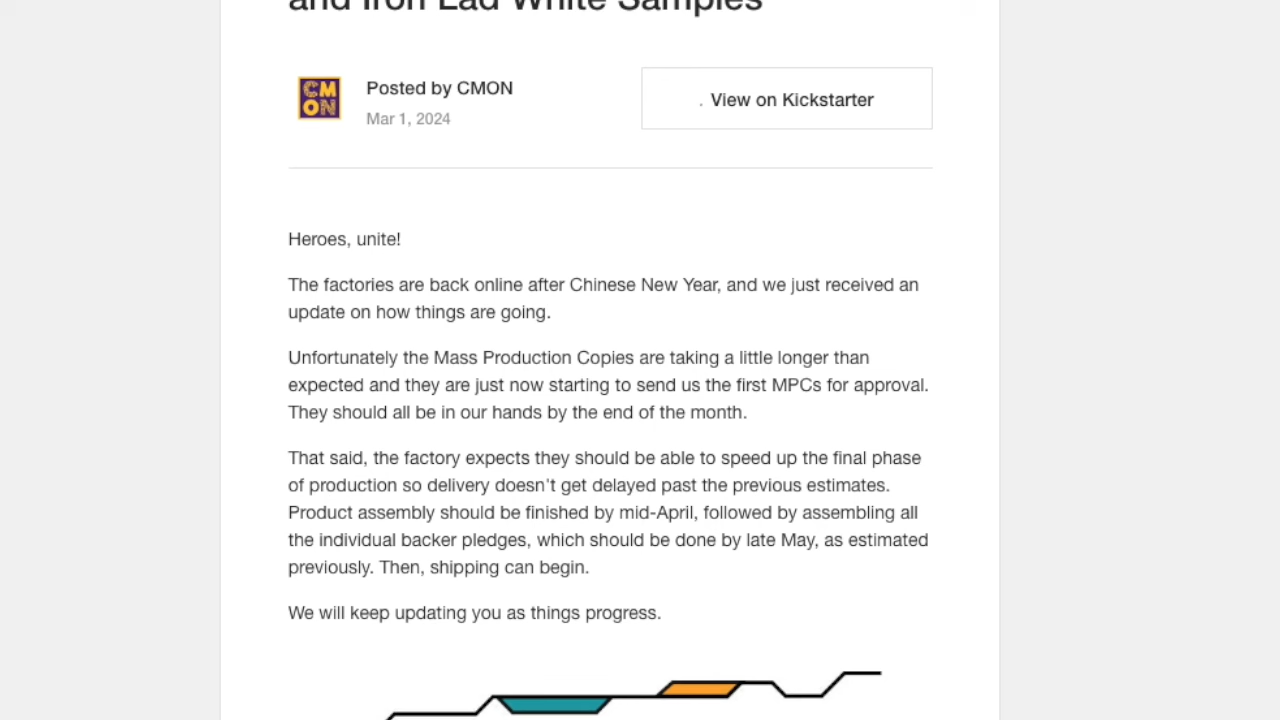 and Iron Lad White Samples
CM
ON
Posted by CMON
Mar 1, 2024
View on Kickstarter
Heroes, unite!
The factories are back online after Chinese New Year, and we just received an
update on how things are going.
Unfortunately the Mass Production Copies are taking a little longer than
expected and they are just now starting to send us the first MPCs for approval.
They should all be in our hands by the end of the month.
That said, the factory expects they should be able to speed up the final phase
of production so delivery doesn't get delayed past the previous estimates.
Product assembly should be finished by mid-April, followed by assembling all
the individual backer pledges, which should be done by late May, as estimated
previously. Then, shipping can begin.
We will keep updating you as things progress.